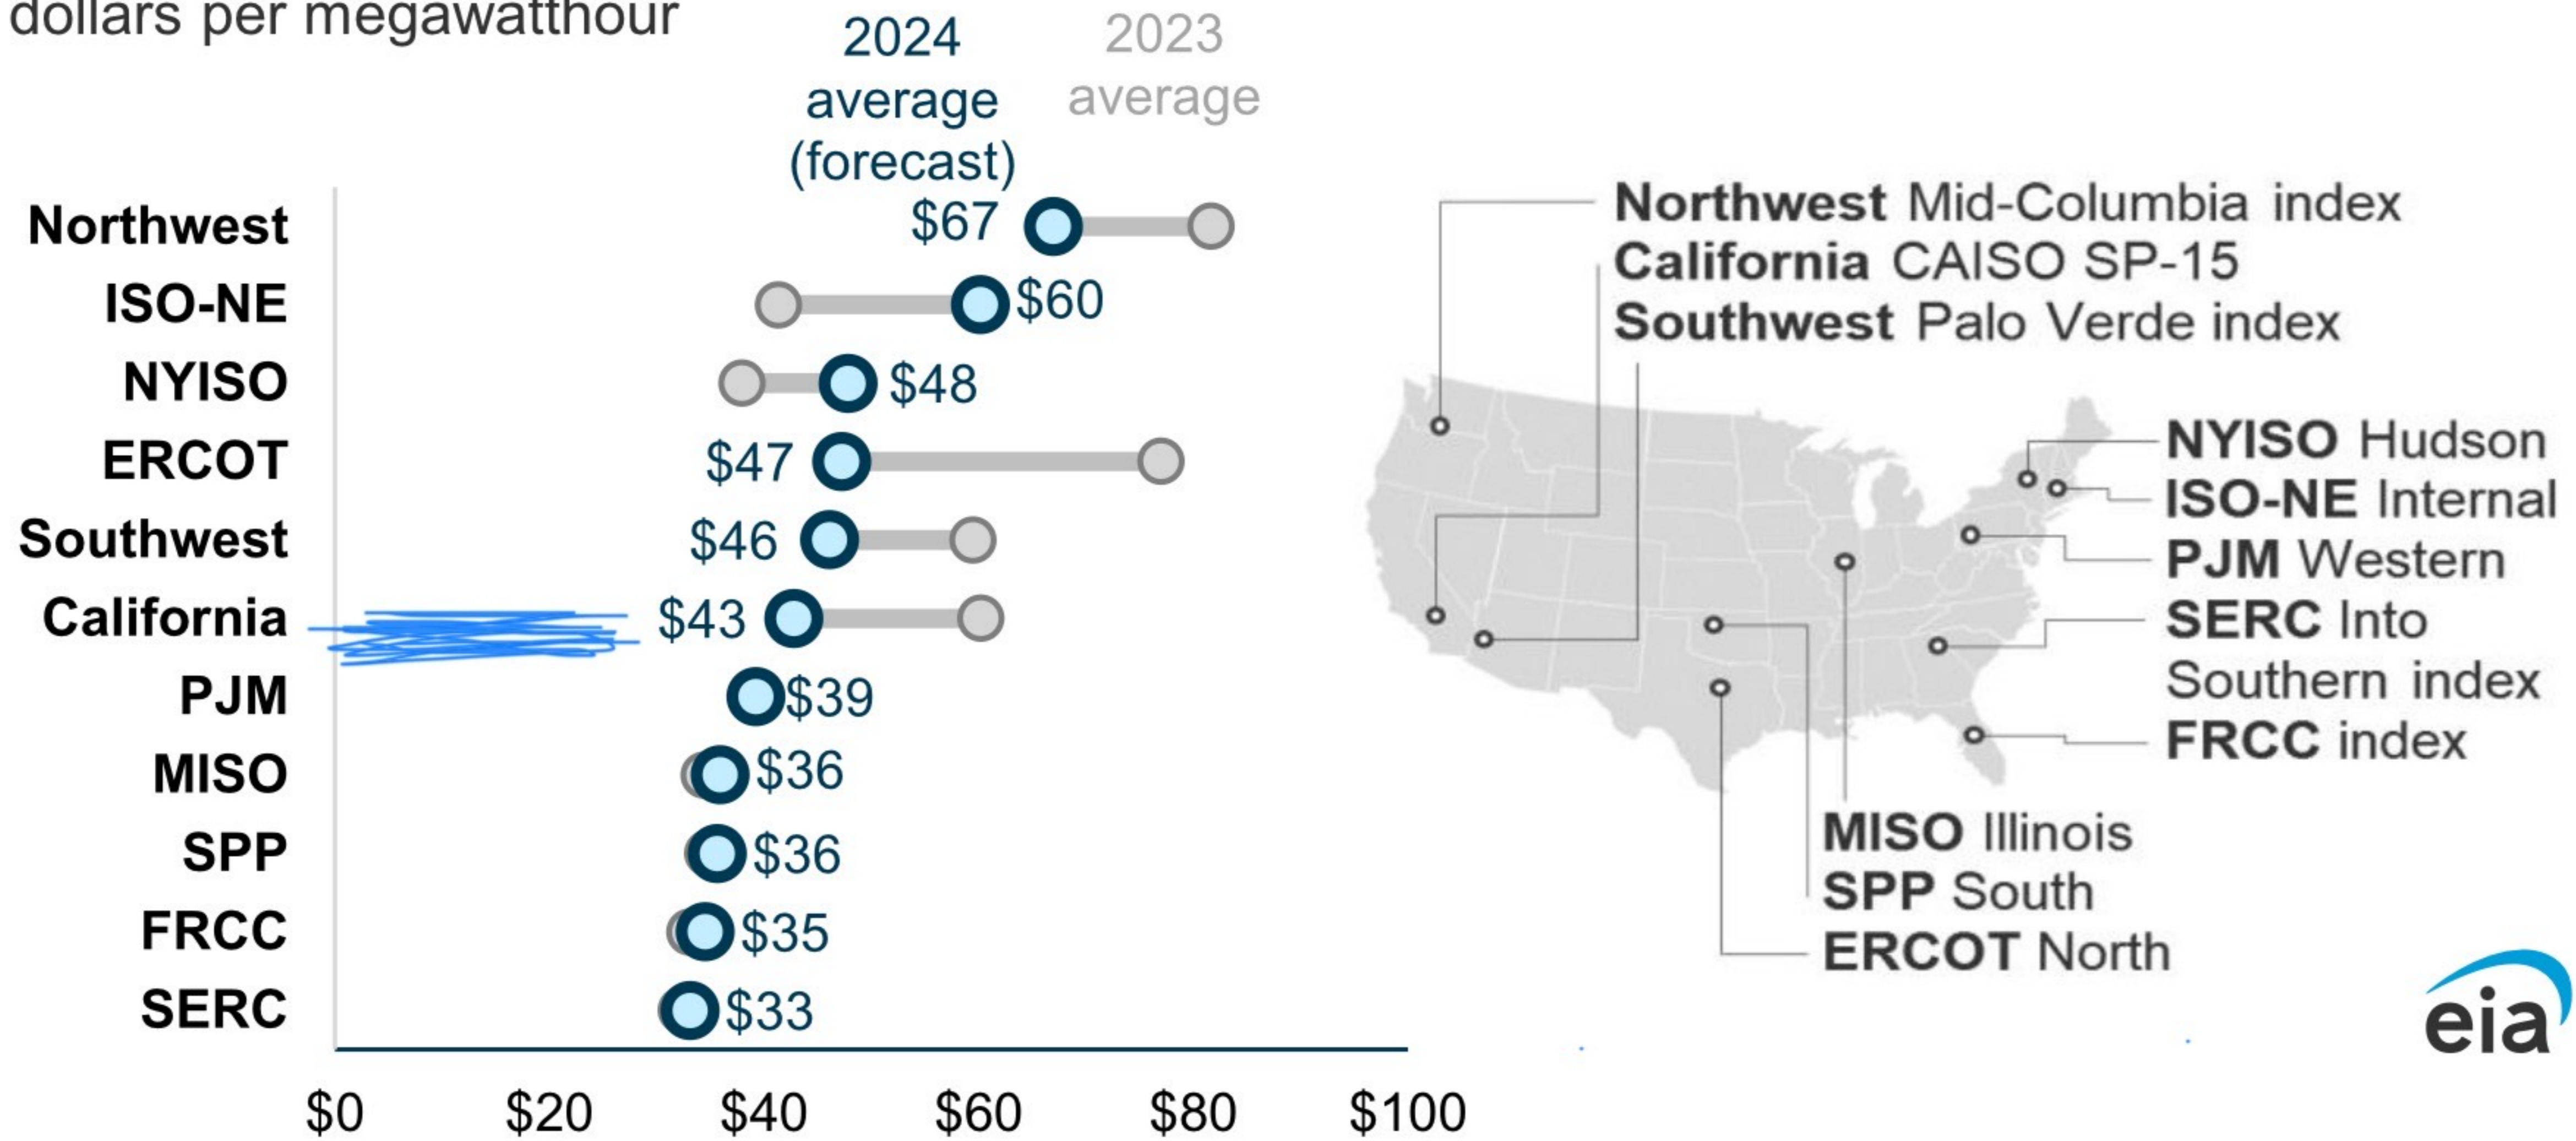 dollars per megawatthour
2024
average
(forecast)
2023
average
Northwest $67
ISO-NE $60
NYISO $48
ERCOT $47
Southwest $46
California $43
PJM $39
MISO $36
SPP $36
FRCC $35
SERC $33
$0 $20 $40 $60 $80 $100
Northwest Mid-Columbia index
California CAISO SP-15
Southwest Palo Verde index
NYISO Hudson
ISO-NE Internal
PJM Western
SERC Into
Southern index
FRCC index
MISO Illinois
SPP South
ERCOT North
eia